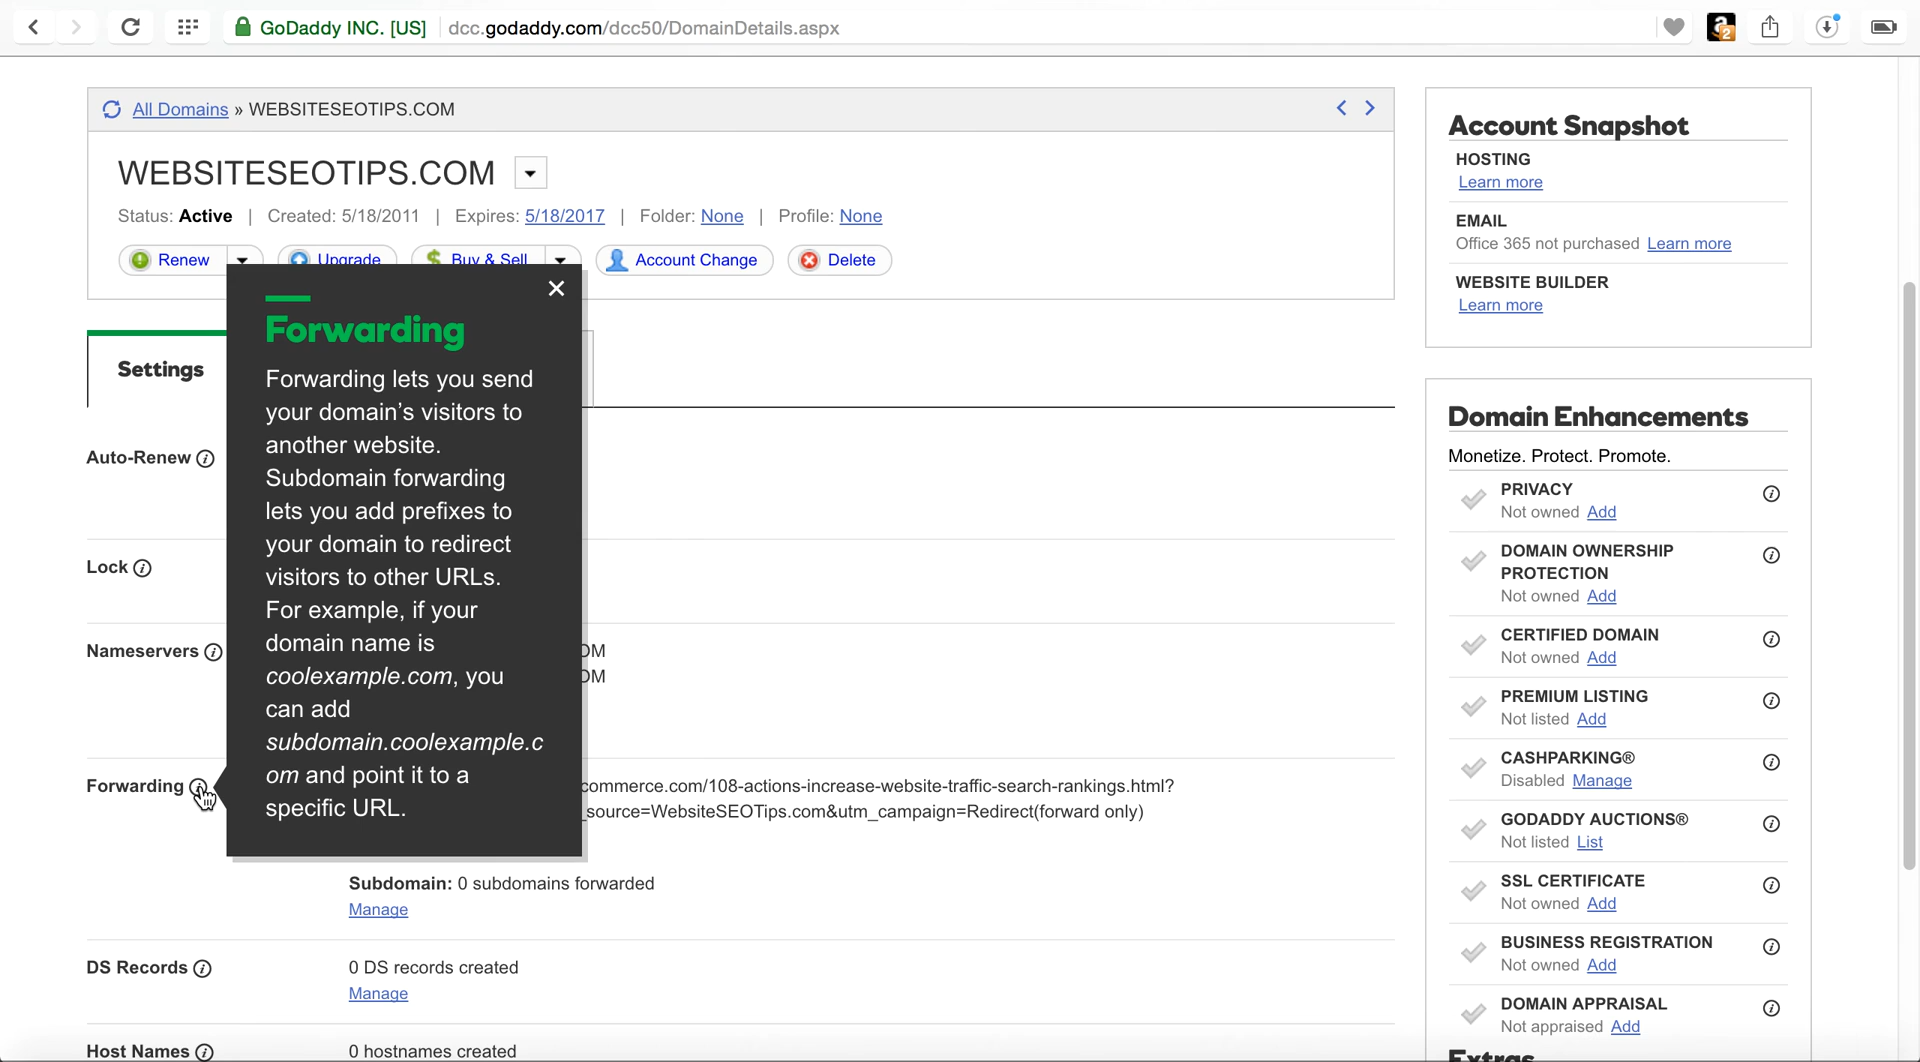 GoDaddy INC. [US] dcc.godaddy.com/dcc50/DomainDetails.aspx
2
All Domains » WEBSITESEOTIPS.COM
WEBSITESEOTIPS.COM
Status: Active | Created: 5/18/2011 | Expires: 5/18/2017 | Folder: None | Profile: None
Renew Upgrade Buy & Sell Account Change Delete
Forwarding
Forwarding lets you send
your domain's visitors to
another website.
Subdomain forwarding
lets you add prefixes to
your domain to redirect
visitors to other URLs.
For example, if your
domain name is
coolexample.com, you
can add
subdomain.coolexample.c
om and point it to a
specific URL.
Settings
Auto-Renew
Lock
Nameservers
OM
OM
Forwarding
commerce.com/108-actions-increase-website-traffic-search-rankings.html?
_source=WebsiteSEOTips.com&utm_campaign=Redirect(forward only)
Subdomain: 0 subdomains forwarded
Manage
DS Records 0 DS records created
Manage
Host Names 0 hostnames created
Account Snapshot
HOSTING
Learn more
EMAIL
Office 365 not purchased Learn more
WEBSITE BUILDER
Learn more
Domain Enhancements
Monetize. Protect. Promote.
PRIVACY
Not owned Add
DOMAIN OWNERSHIP
PROTECTION
Not owned Add
CERTIFIED DOMAIN
Not owned Add
PREMIUM LISTING
Not listed Add
CASHPARKING®
Disabled Manage
GODADDY AUCTIONS®
Not listed List
SSL CERTIFICATE
Not owned Add
BUSINESS REGISTRATION
Not owned Add
DOMAIN APPRAISAL
Not appraised Add
Extras